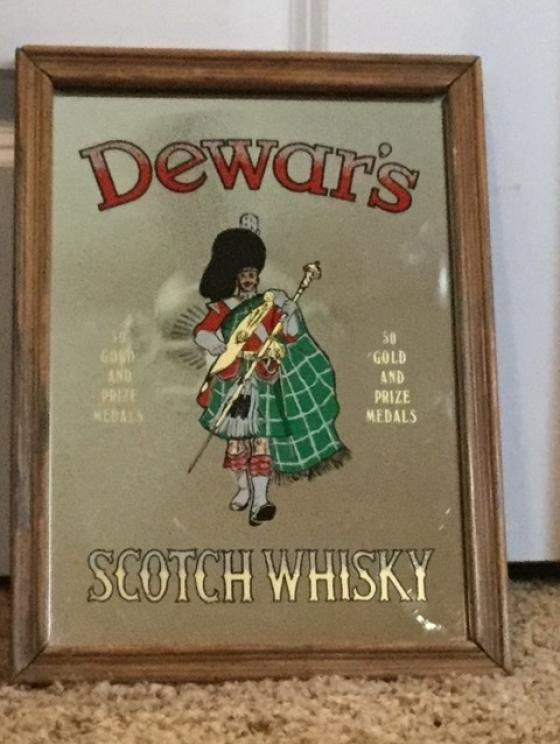 Dewar's
50
GOLD
AND
PRIZE
MEDALS
50
GOLD
AND
PRIZE
MEDALS
SCOTCH WHISKY